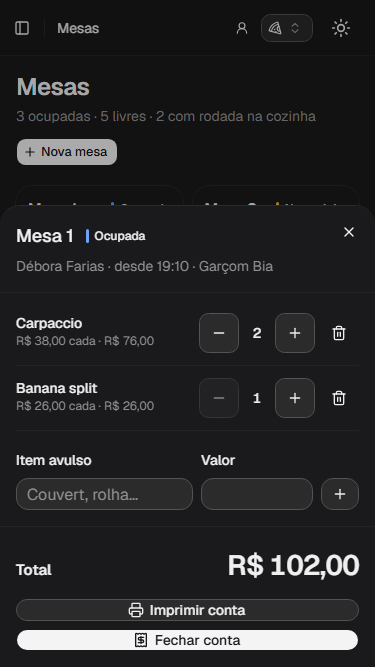 Mesas
Mesas
3 ocupadas · 5 livres · 2 com rodada na cozinha
Nova mesa
Mesa 1 Ocupada
Débora Farias · desde 19:10 · Garçom Bia
Carpaccio
R$ 38,00 cada · R$ 76,00
2
Banana split
R$ 26,00 cada · R$ 26,00
1
Item avulso Valor
Couvert, rolha...
Total R$ 102,00
Imprimir conta
Fechar conta